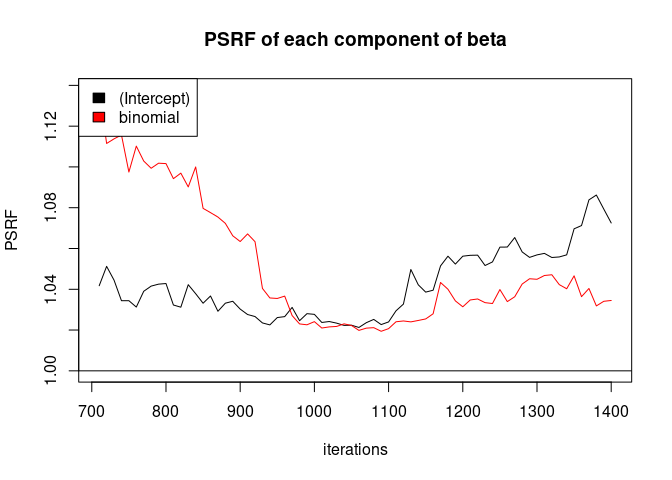 PSRF of each component of beta
(Intercept)
binomial
PSRF
1.12
1.08
1.04
1.00
700 800 900 1000 1100 1200 1300 1400
iterations